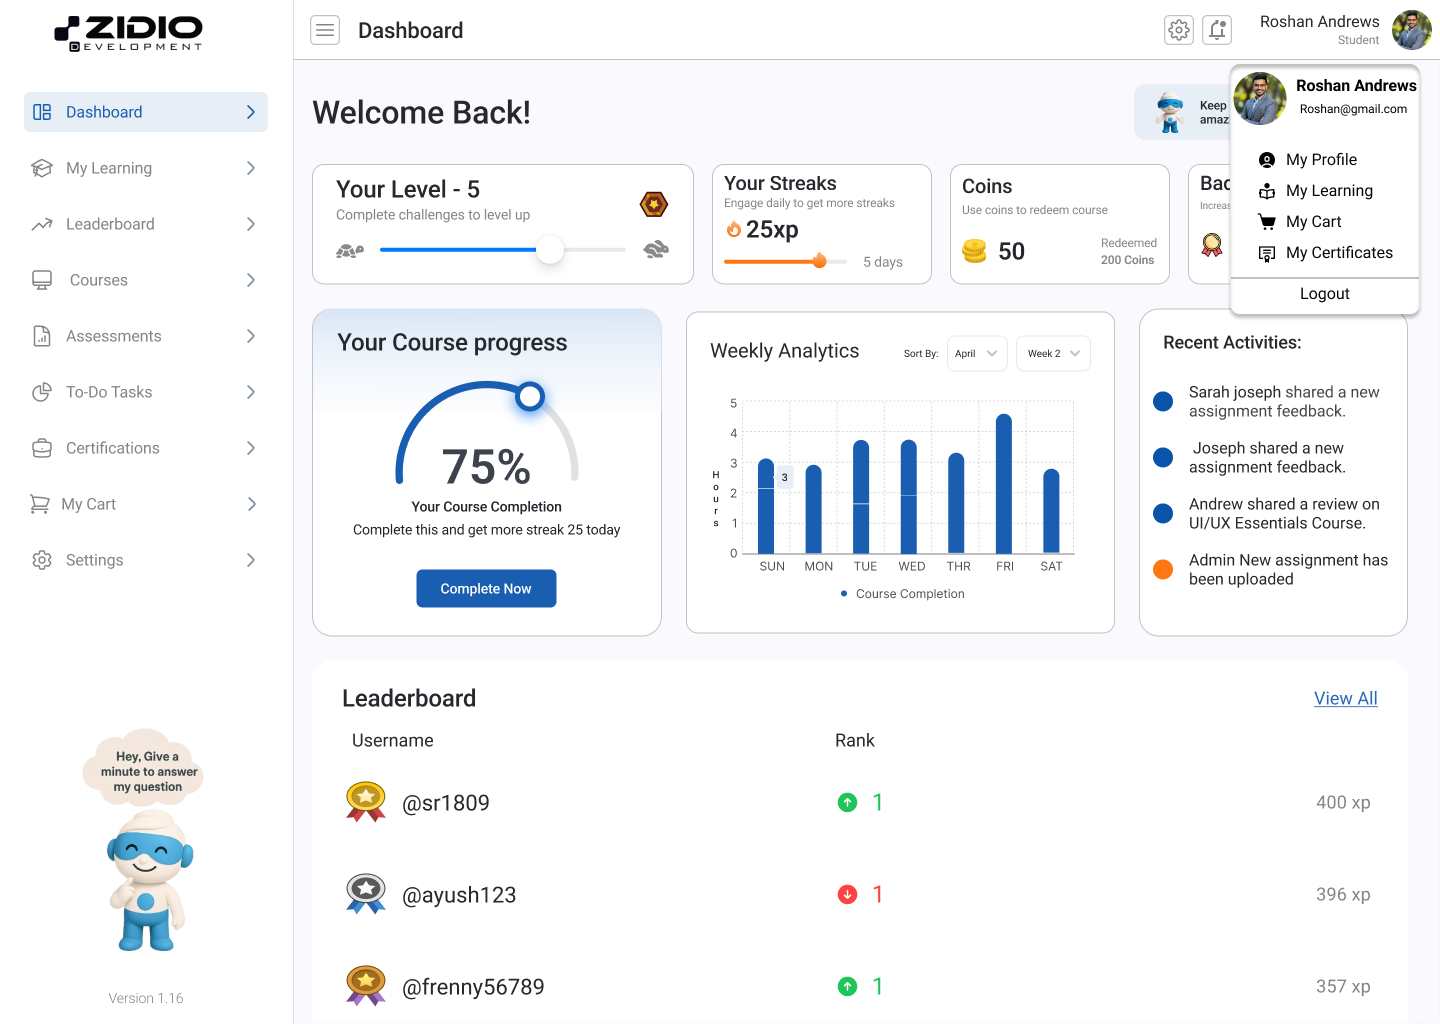 ZIDIO
DEVELOPMENT
Dashboard
Roshan Andrews
Student
Dashboard
My Learning
Leaderboard
Courses
Assessments
To-Do Tasks
Certifications
My Cart
Settings
Hey, Give a
minute to answer
my question
Version 1.16
Welcome Back!
Keep
amaz
Roshan Andrews
Roshan@gmail.com
My Profile
My Learning
My Cart
My Certificates
Logout
Your Level - 5
Complete challenges to level up
Your Streaks
Engage daily to get more streaks
25xp
5 days
Coins
Use coins to redeem course
50
Redeemed
200 Coins
Bac
Increas
Your Course progress
75%
Your Course Completion
Complete this and get more streak 25 today
Complete Now
Weekly Analytics
Sort By:
April
Week 2
5
4
3
2
1
0
Hours
3
SUN MON TUE WED THR FRI SAT
Course Completion
Recent Activities:
Sarah joseph shared a new
assignment feedback.
Joseph shared a new
assignment feedback.
Andrew shared a review on
UI/UX Essentials Course.
Admin New assignment has
been uploaded
Leaderboard
View All
Username Rank
@sr1809 1 400 xp
@ayush123 1 396 xp
@frenny56789 1 357 xp